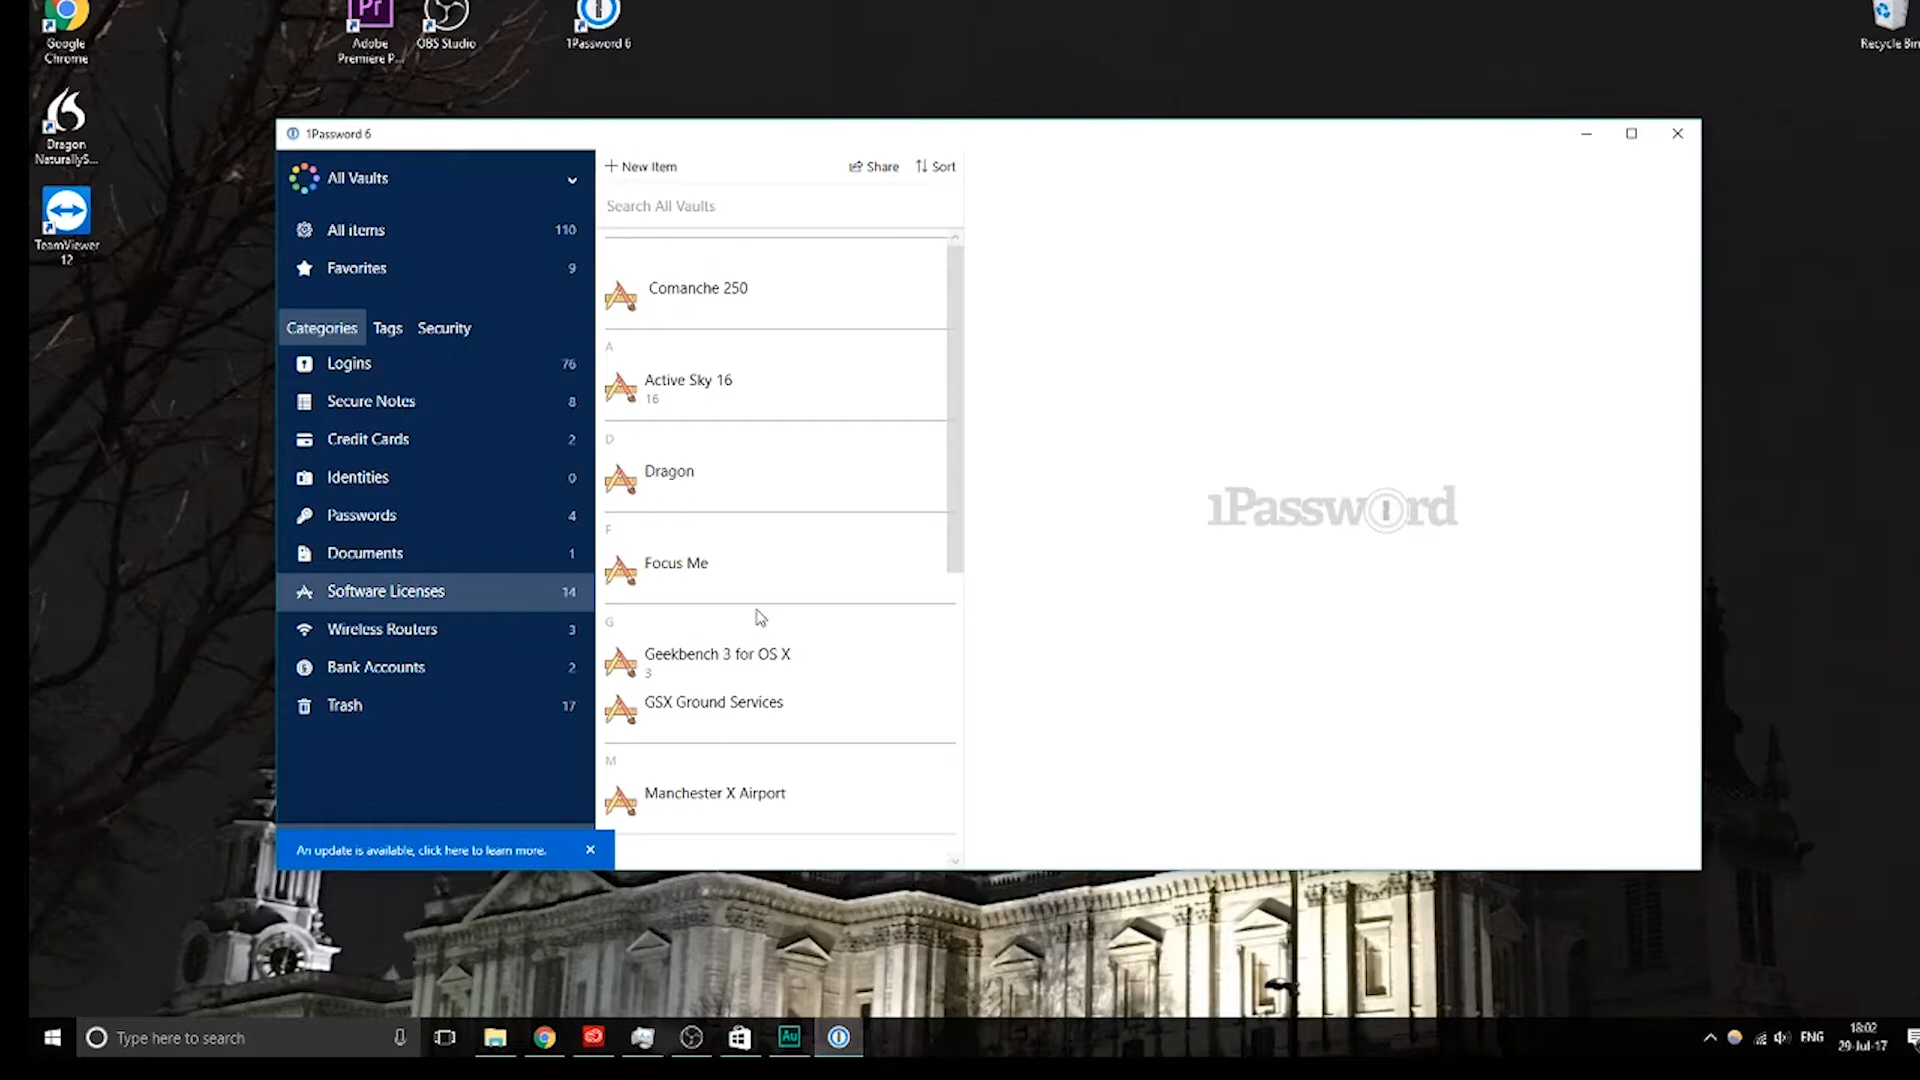 Google
Chrome
Pr
Adobe
Premiere P...
OBS Studio
1Password 6
Recycle Bin
Dragon
NaturallyS...
TeamViewer
12
1Password 6
All Vaults
All items 110
Favorites 9
Categories Tags Security
Logins 76
Secure Notes 8
Credit Cards 2
Identities 0
Passwords 4
Documents 1
Software Licenses 14
Wireless Routers 3
Bank Accounts 2
Trash 17
An update is available, click here to learn more.
New Item Share Sort
Search All Vaults
Comanche 250
A
Active Sky 16
16
D
Dragon
F
Focus Me
G
Geekbench 3 for OS X
3
GSX Ground Services
M
Manchester X Airport
1Password
Type here to search
Au
ENG
18:02
29-Jul-17